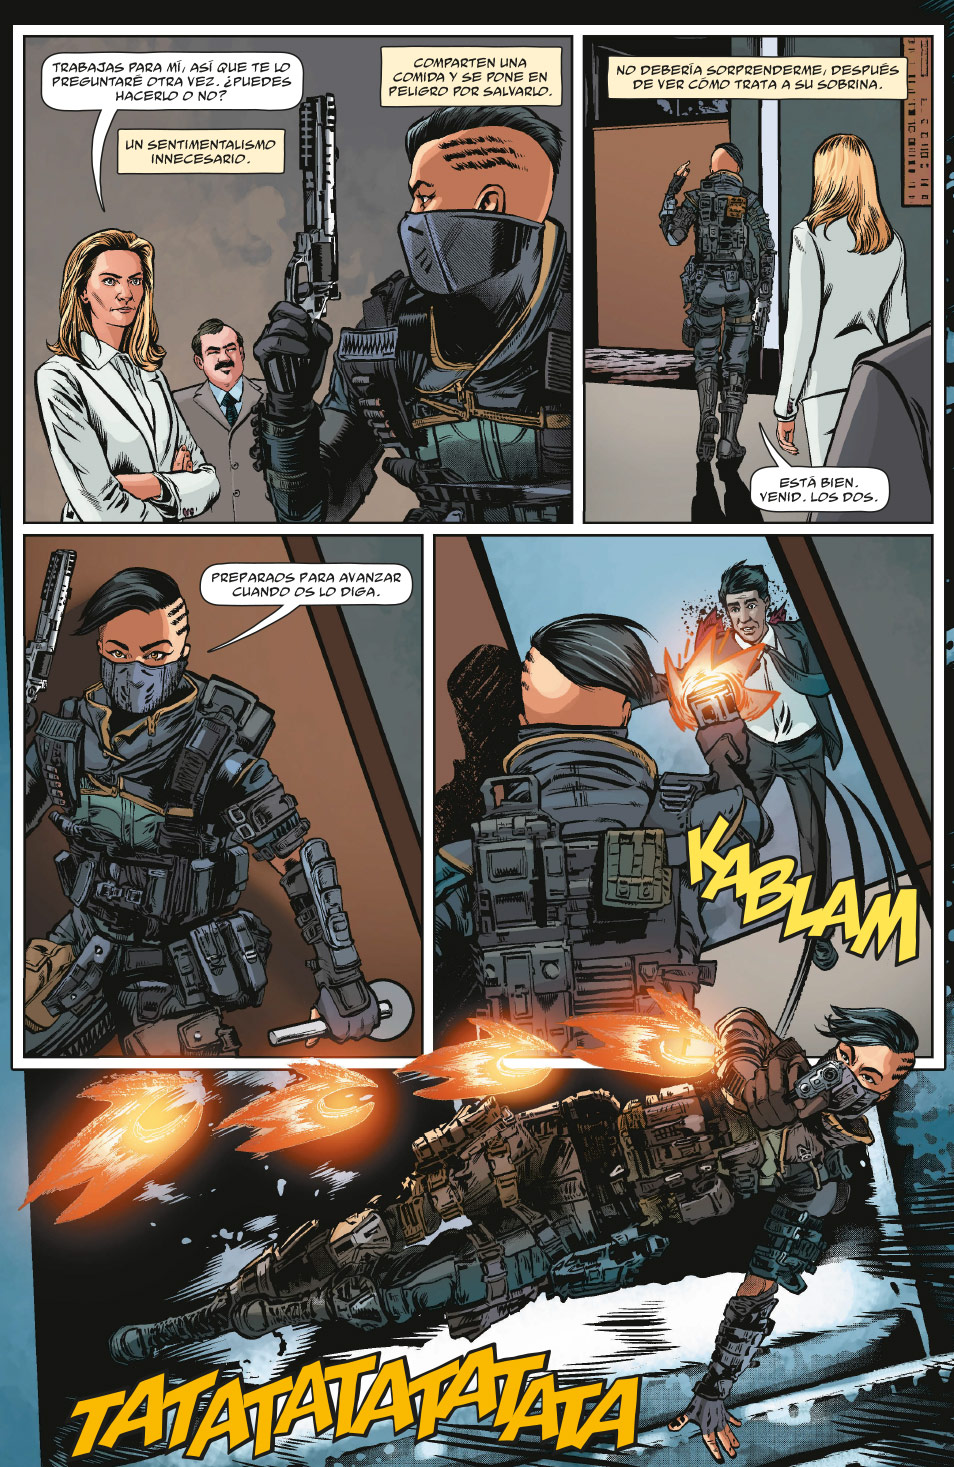 TRABAJAS PARA MÍ, ASÍ QUE TE LO
PREGUNTARÉ OTRA VEZ. ¿PUEDES
HACERLO O NO?
UN SENTIMENTALISMO
INNECESARIO.
COMPARTEN UNA
COMIDA Y SE PONE EN
PELIGRO POR SALVARLO.
NO DEBERÍA SORPRENDERME, DESPUÉS
DE VER CÓMO TRATA A SU SOBRINA.
ESTÁ BIEN.
VENID. LOS DOS.
PREPARAOS PARA AVANZAR
CUANDO OS LO DIGA.
KABLAM
TATATATATATATATA